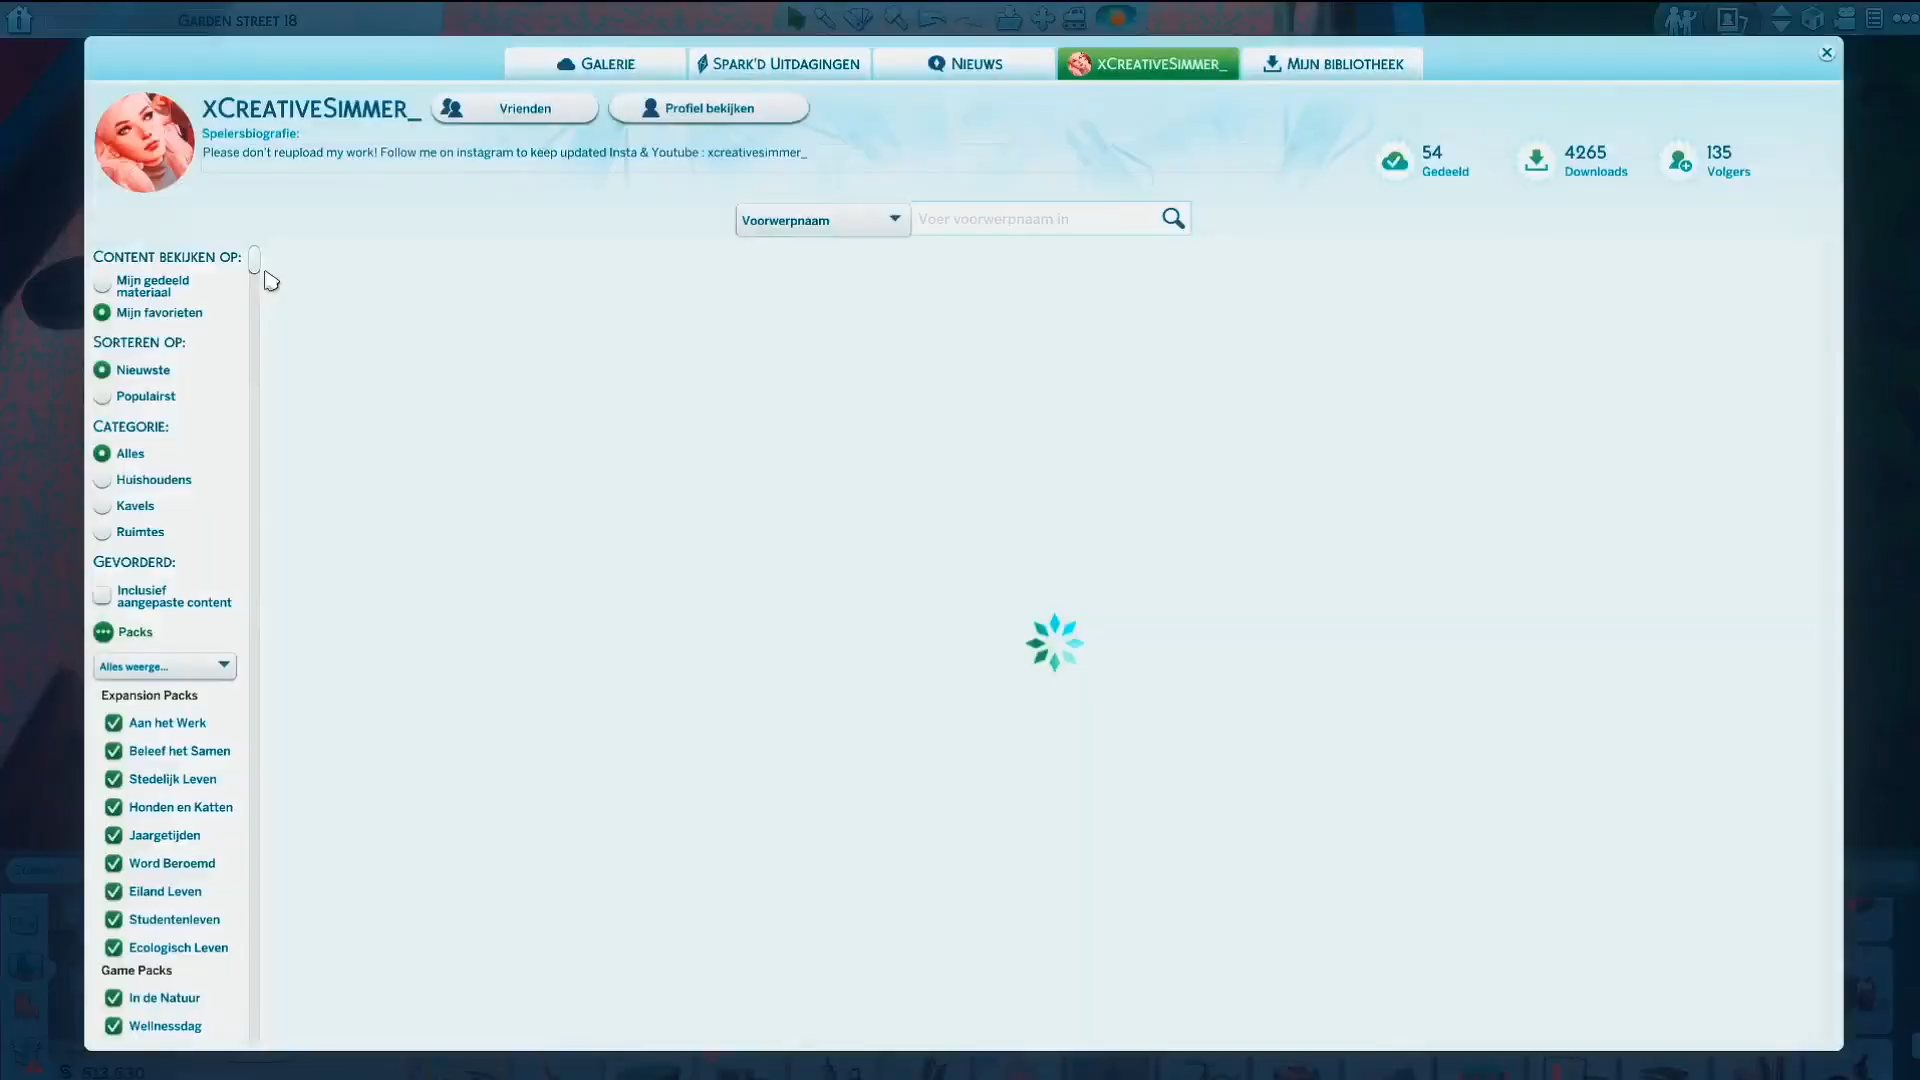 GARDEN STREET 18
GALERIE
SPARK'D UITDAGINGEN
NIEUWS
XCREATIVESIMMER_
MIJN BIBLIOTHEEK
XCREATIVESIMMER_
Vrienden
Profiel bekijken
Spelersbiografie:
Please don't reupload my work! Follow me on instagram to keep updated Insta & Youtube : xcreativesimmer_
54
Gedeeld
4265
Downloads
135
Volgers
Voorwerpnaam
Voer voorwerpnaam in
CONTENT BEKIJKEN OP:
Mijn gedeeld
materiaal
Mijn favorieten
SORTEREN OP:
Nieuwste
Populairst
CATEGORIE:
Alles
Huishoudens
Kavels
Ruimtes
GEVORDERD:
Inclusief
aangepaste content
Packs
Alles weerge...
Expansion Packs
Aan het Werk
Beleef het Samen
Stedelijk Leven
Honden en Katten
Jaargetijden
Word Beroemd
Eiland Leven
Studentenleven
Ecologisch Leven
Game Packs
In de Natuur
Wellnessdag